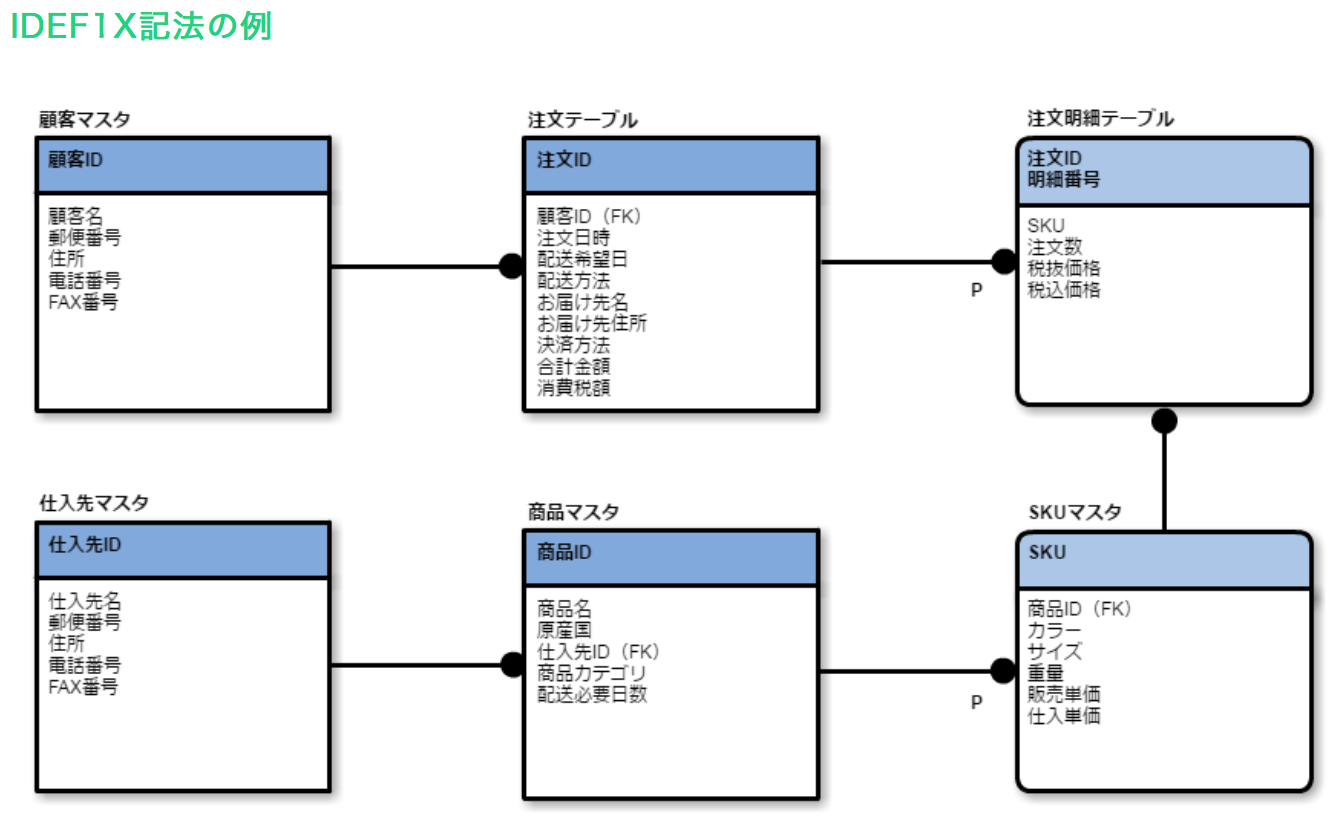 IDEF1X記法の例
顧客マスタ
顧客ID
顧客名
郵便番号
住所
電話番号
FAX番号
注文テーブル
注文ID
顧客ID（FK）
注文日時
配送希望日
配送方法
お届け先名
お届け先住所
決済方法
合計金額
消費税額
P
注文明細テーブル
注文ID
明細番号
SKU
注文数
税抜価格
税込価格
仕入先マスタ
仕入先ID
仕入先名
郵便番号
住所
電話番号
FAX番号
商品マスタ
商品ID
商品名
原産国
仕入先ID（FK）
商品カテゴリ
配送必要日数
P
SKUマスタ
SKU
商品ID（FK）
カラー
サイズ
重量
販売単価
仕入単価